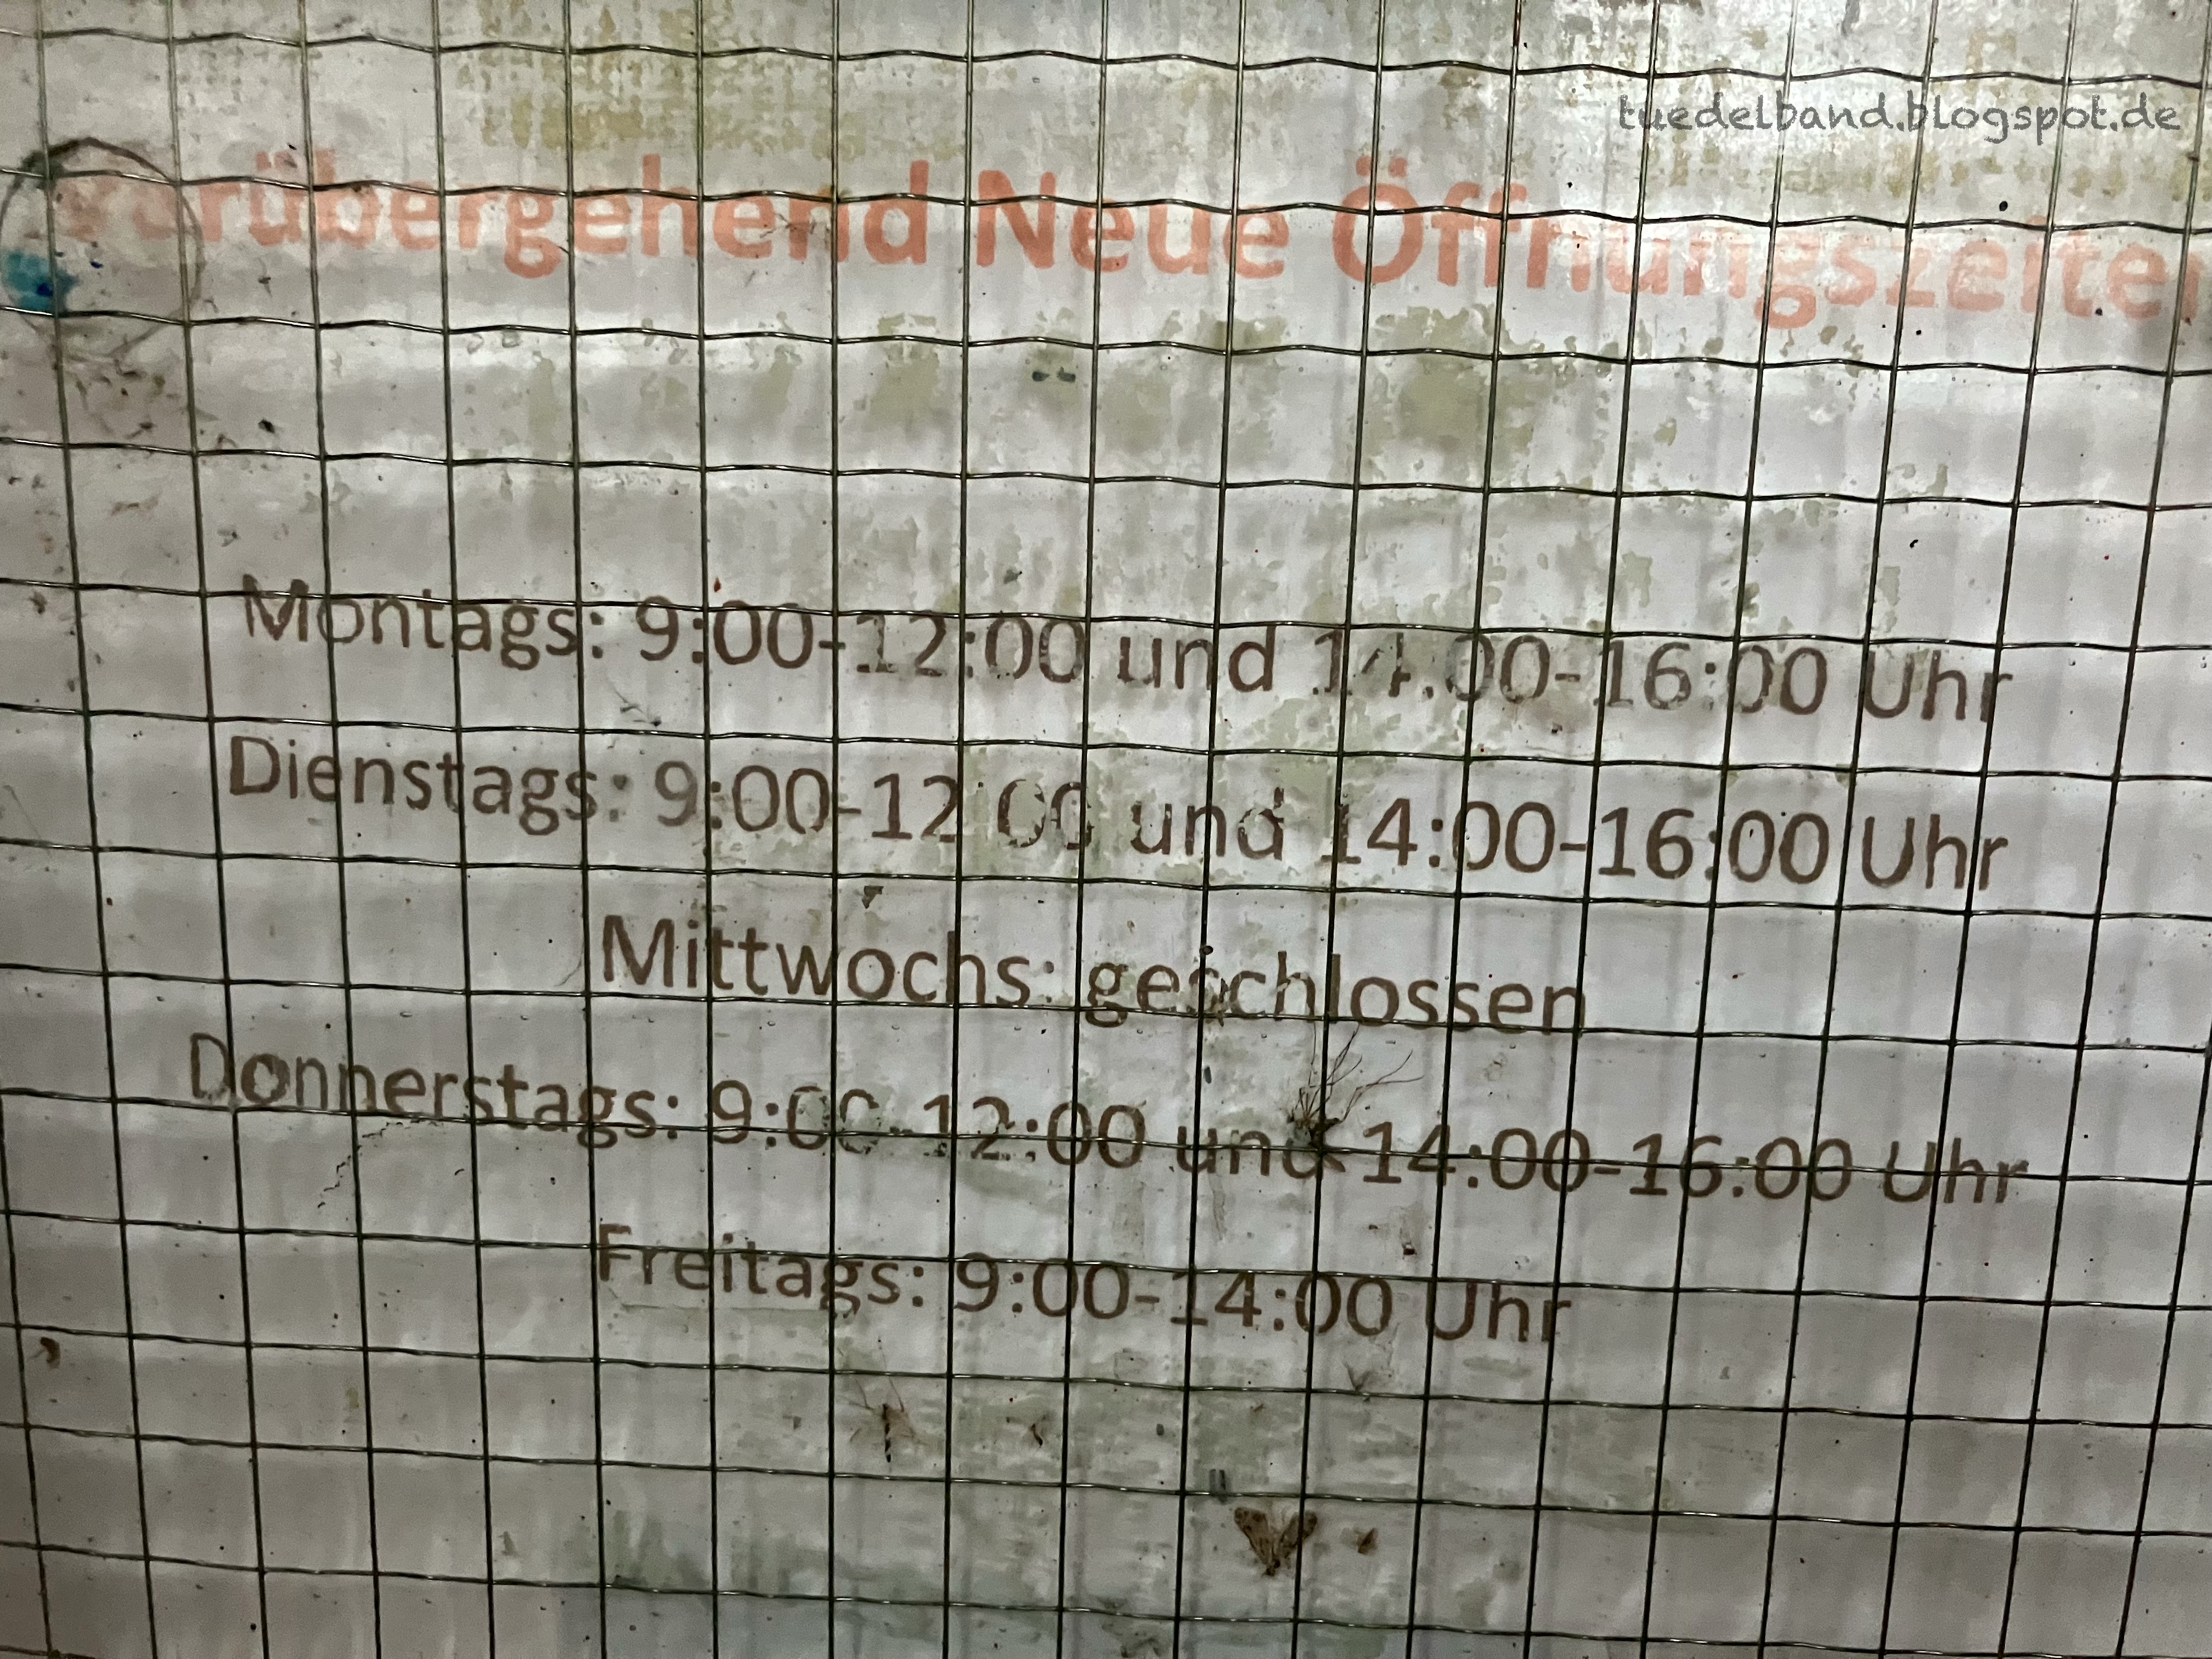 tuedelband.blogspot.de
Vorübergehend Neue Öffnungszeiten
Montags: 9:00-12:00 und 14:00-16:00 Uhr
Dienstags: 9:00-12:00 und 14:00-16:00 Uhr
Mittwochs: geschlossen
Donnerstags: 9:00-12:00 und 14:00-16:00 Uhr
Freitags: 9:00-14:00 Uhr